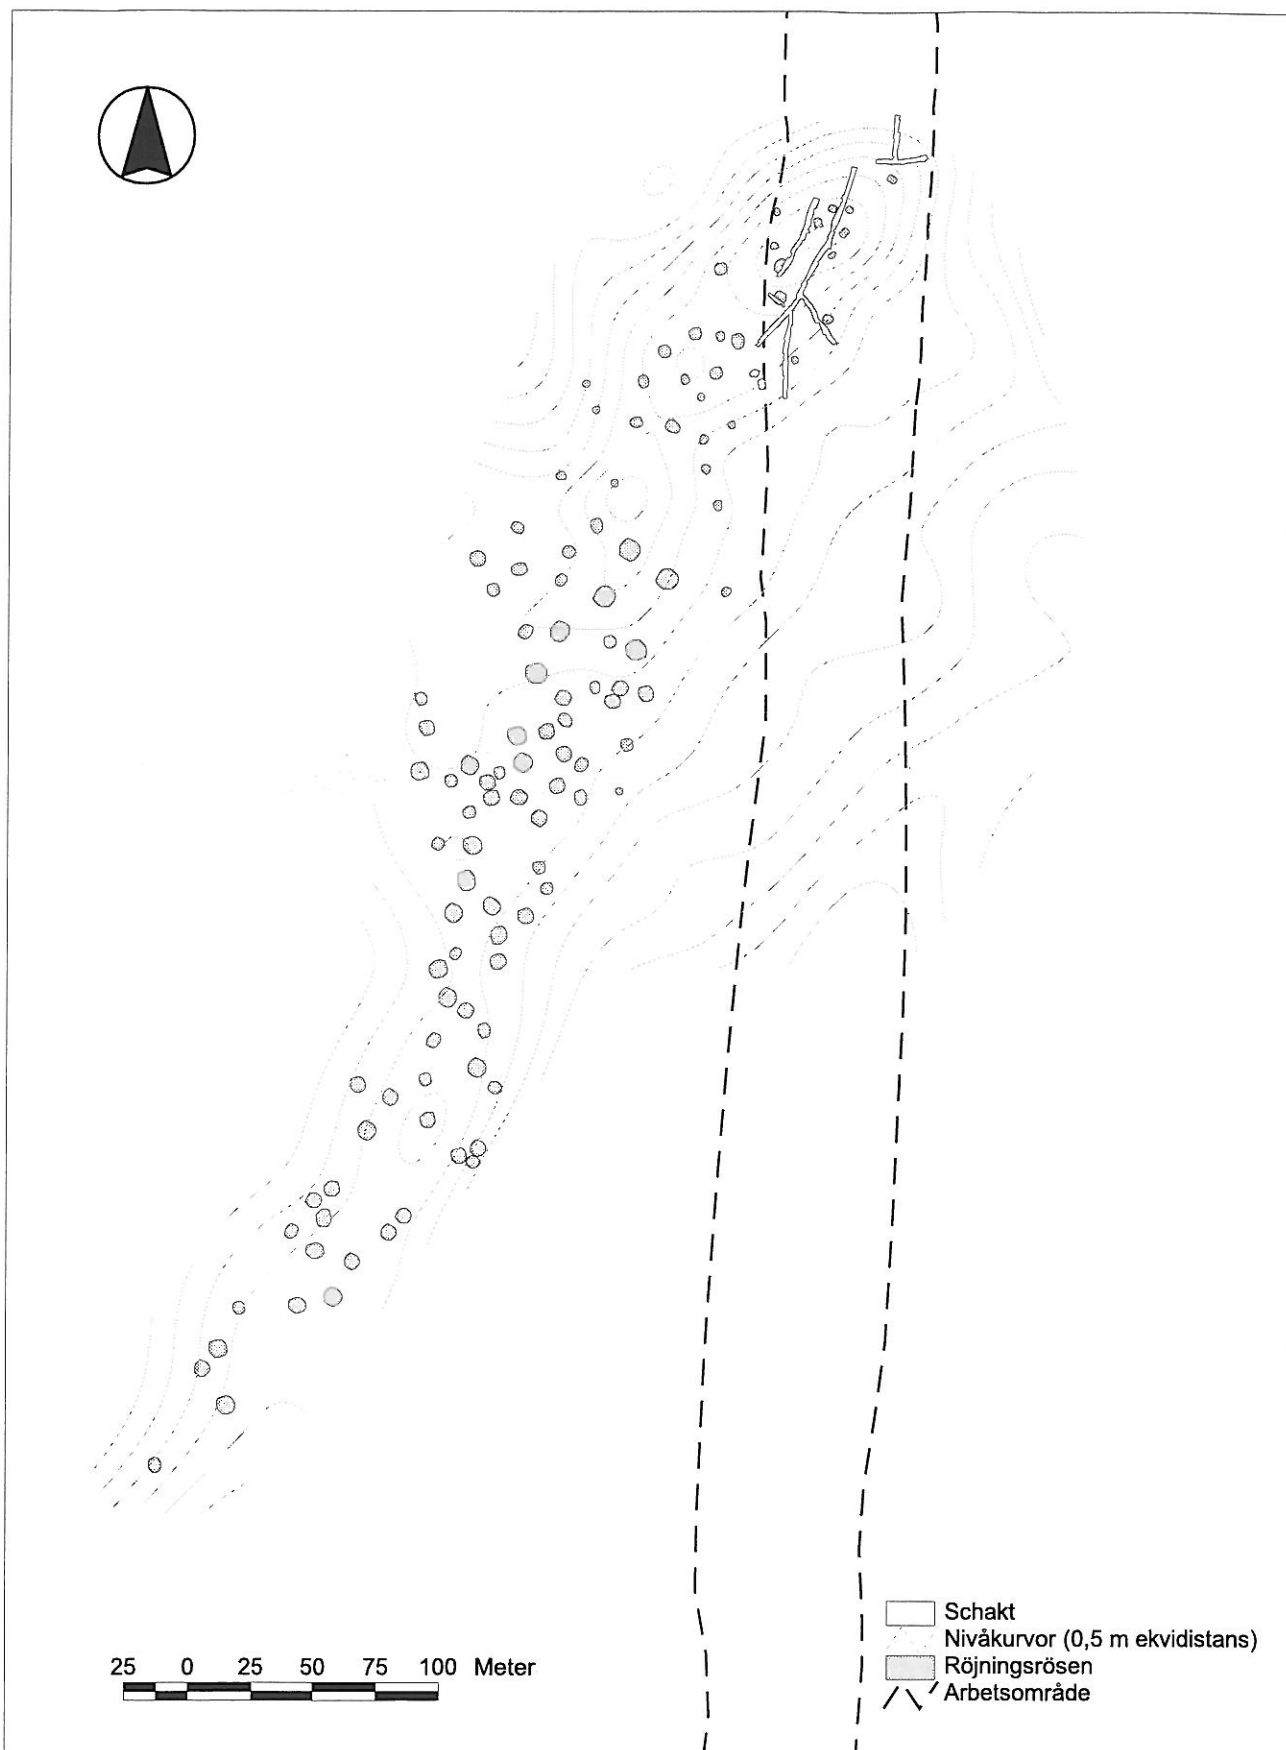 25 0 25 50 75 100 Meter
Schakt
Nivåkurvor (0,5 m ekvidistans)
Röjningsrösen
Arbetsområde